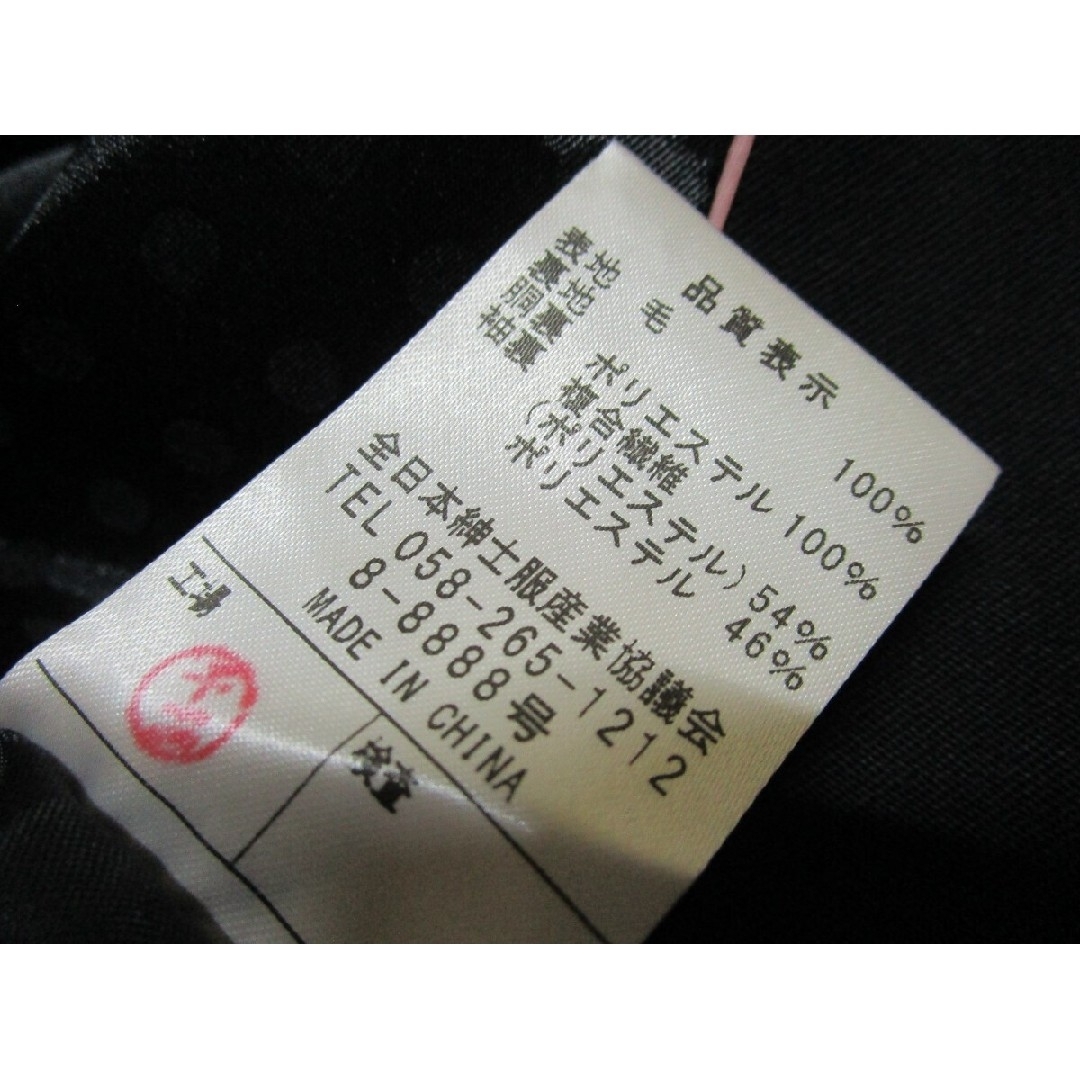 品質表示
表地 毛 100%
裏地
胴裏 ポリエステル 100%
袖裏 複合繊維
(ポリエステル) 54%
ポリエステル 46%
全日本紳士服産業協議会
TEL 058-265-1212
8-8888号
MADE IN CHINA
工場
検査